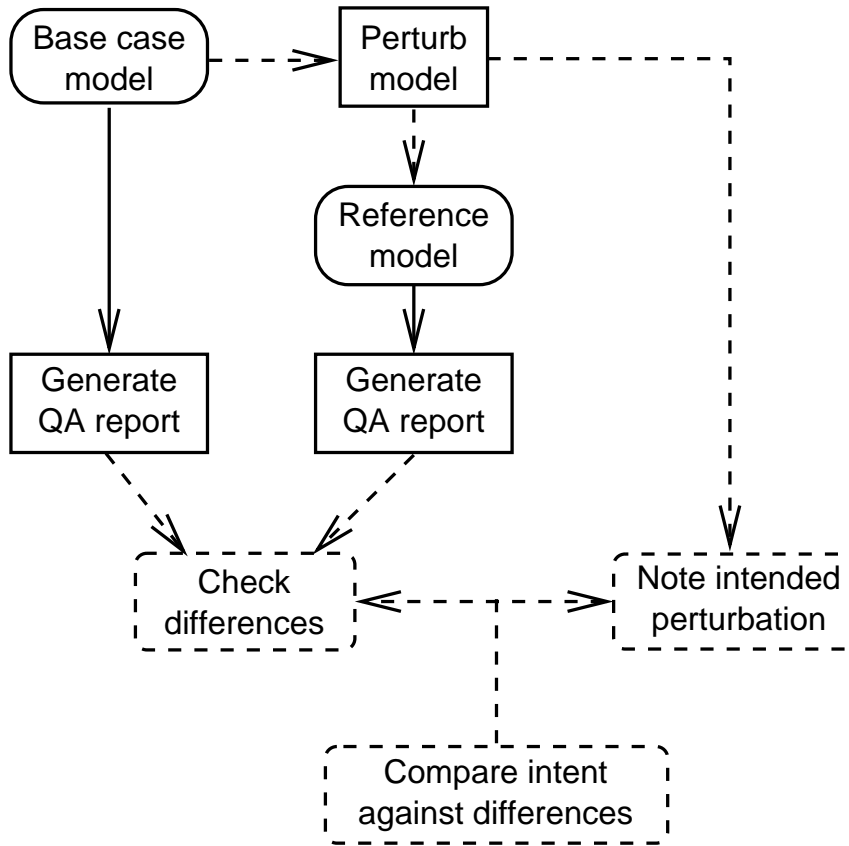 Base case
model
Perturb
model
Reference
model
Generate
QA report
Generate
QA report
Check
differences
Note intended
perturbation
Compare intent
against differences